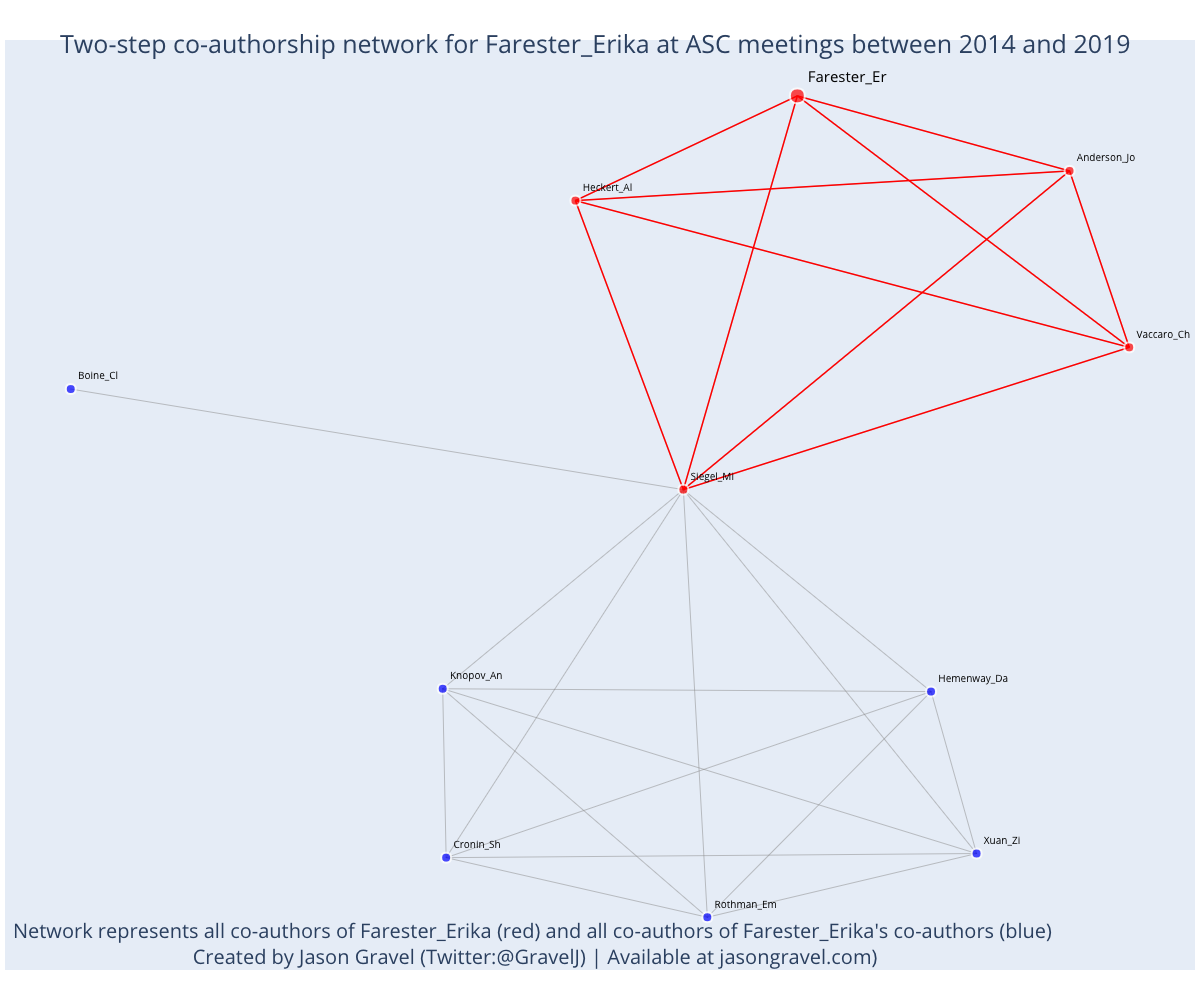 Two-step co-authorship network for Farester_Erika at ASC meetings between 2014 and 2019
Farester_Er
Anderson_Jo
Heckert_Al
Vaccaro_Ch
Boine_Cl
Siegel_Mi
Knopov_An
Hemenway_Da
Cronin_Sh
Xuan_Zi
Rothman_Em
Network represents all co-authors of Farester_Erika (red) and all co-authors of Farester_Erika's co-authors (blue)
Created by Jason Gravel (Twitter:@GravelJ) | Available at jasongravel.com)